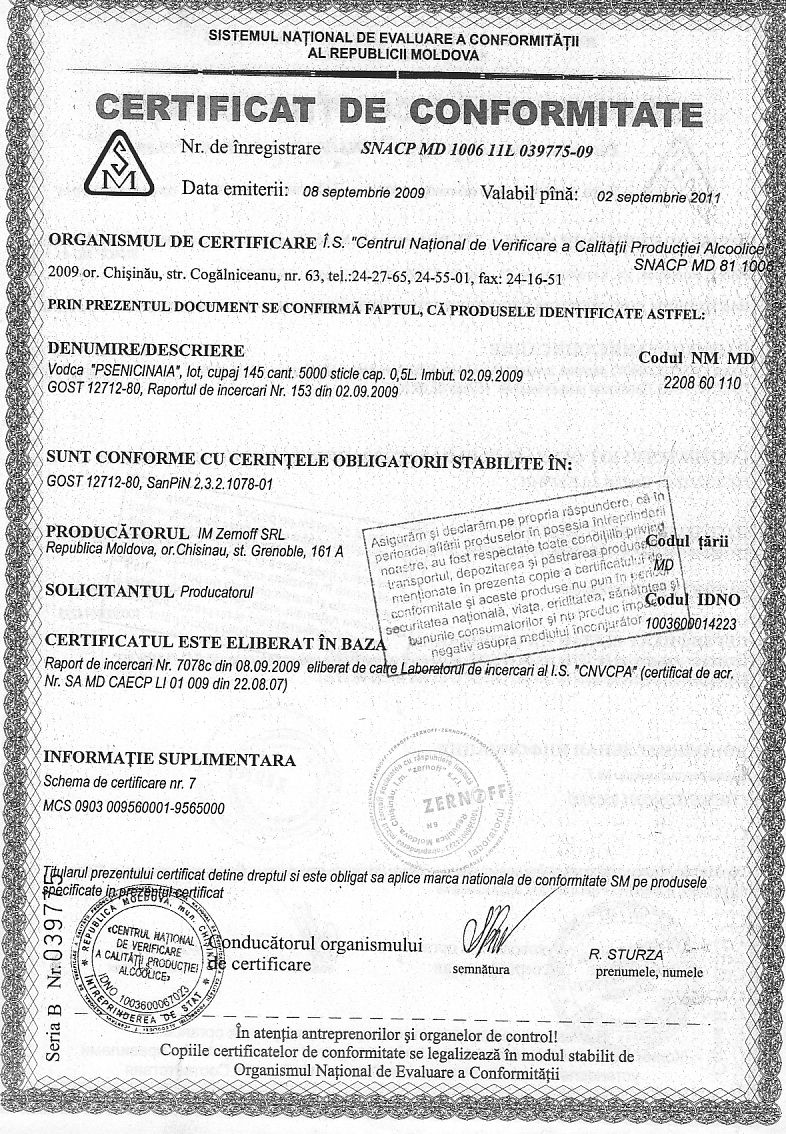 SISTEMUL NAȚIONAL DE EVALUARE A CONFORMITĂȚII
AL REPUBLICII MOLDOVA
CERTIFICAT DE CONFORMITATE
SM
Nr. de înregistrare SNACP MD 1006 11L 039775-09
Data emiterii: 08 septembrie 2009 Valabil pînă: 02 septembrie 2011
ORGANISMUL DE CERTIFICARE Î.S. "Centrul Național de Verificare a Calității Producției Alcoolice"
SNACP MD 81 1006
2009 or. Chișinău, str. Cogâlniceanu, nr. 63, tel.:24-27-65, 24-55-01, fax: 24-16-51
PRIN PREZENTUL DOCUMENT SE CONFIRMĂ FAPTUL, CĂ PRODUSELE IDENTIFICATE ASTFEL:
DENUMIRE/DESCRIERE Codul NM MD
Vodca "PSENICINAIA", lot, cupaj 145 cant. 5000 sticle cap. 0,5L. Imbut. 02.09.2009
2208 60 110
GOST 12712-80, Raportul de incercari Nr. 153 din 02.09.2009
SUNT CONFORME CU CERINȚELE OBLIGATORII STABILITE ÎN:
GOST 12712-80, SanPiN 2.3.2.1078-01
PRODUCĂTORUL IM Zernoff SRL
Republica Moldova, or.Chisinau, st. Grenoble, 161 A
Codul țării
MD
SOLICITANTUL Producatorul
Codul IDNO
1003600014223
Asigurăm și declarăm pe propria răspundere, că în
perioada aflării produselor în posesia întreprinderii
noastre, au fost respectate toate condițiile privind
transportul, depozitarea și păstrarea produselor
menționate în prezenta copie a certificatului de
conformitate și aceste produse nu pun în pericol
securitatea națională, viața, eriditatea, sănătatea și
bunurile consumatorilor și nu produc impact
negativ asupra mediului înconjurător
CERTIFICATUL ESTE ELIBERAT ÎN BAZA
Raport de incercari Nr. 7078c din 08.09.2009 eliberat de catre Laboratorul de incercari al I.S. "CNVCPA" (certificat de acr.
Nr. SA MD CAECP LI 01 009 din 22.08.07)
INFORMAȚIE SUPLIMENTARA
Schema de certificare nr. 7
MCS 0903 009560001-9565000
ZERNOFF
Titularul prezentului certificat detine dreptul si este obligat sa aplice marca nationala de conformitate SM pe produsele
specificate in prezentul certificat
REPUBLICA MOLDOVA, mun. CHIȘINĂU
«CENTRUL NAȚIONAL
DE VERIFICARE
A CALITĂȚII PRODUCȚIEI
ALCOOLICE»
IDNO 1003600067023
ÎNTREPRINDEREA DE STAT
Conducătorul organismului
de certificare
semnătura
R. STURZA
prenumele, numele
Seria B Nr. 039775
În atenția antreprenorilor și organelor de control!
Copiile certificatelor de conformitate se legalizează în modul stabilit de
Organismul Național de Evaluare a Conformității